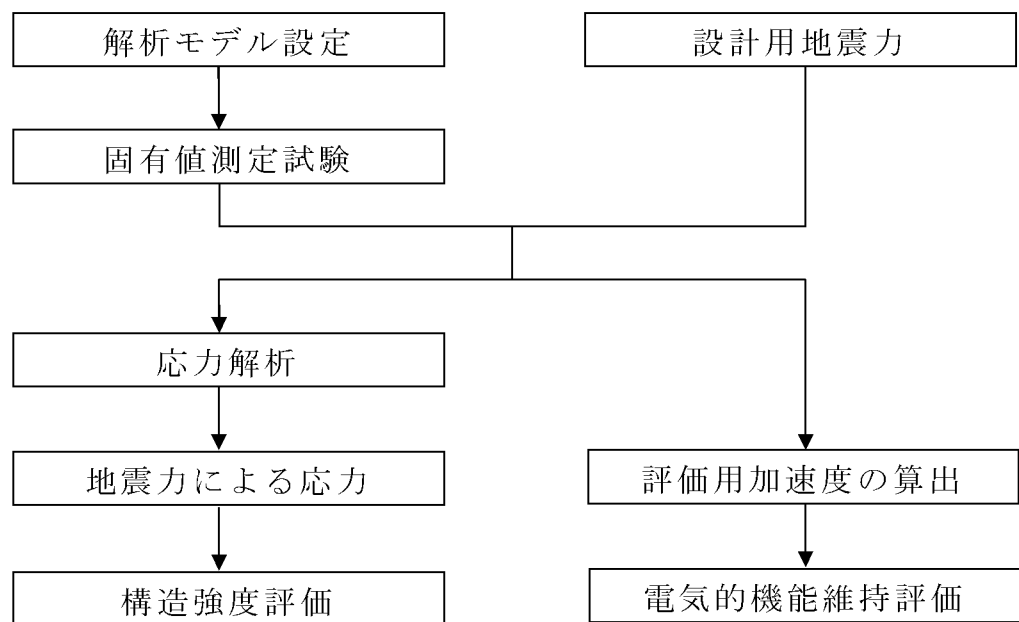 解析モデル設定
設計用地震力
固有値測定試験
応力解析
地震力による応力
評価用加速度の算出
構造強度評価
電気的機能維持評価